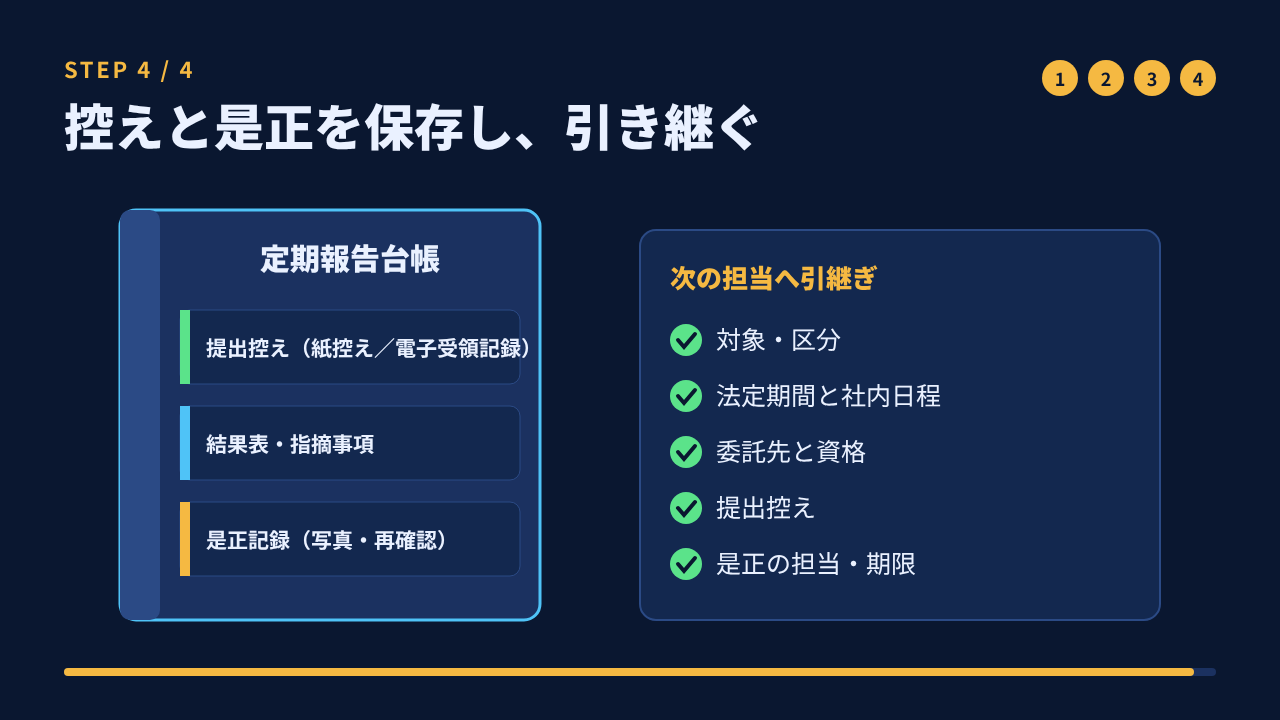 STEP 4 / 4
1 2 3 4
控えと是正を保存し、引き継ぐ
定期報告台帳
提出控え（紙控え／電子受領記録）
結果表・指摘事項
是正記録（写真・再確認）
次の担当へ引継ぎ
対象・区分
法定期間と社内日程
委託先と資格
提出控え
是正の担当・期限